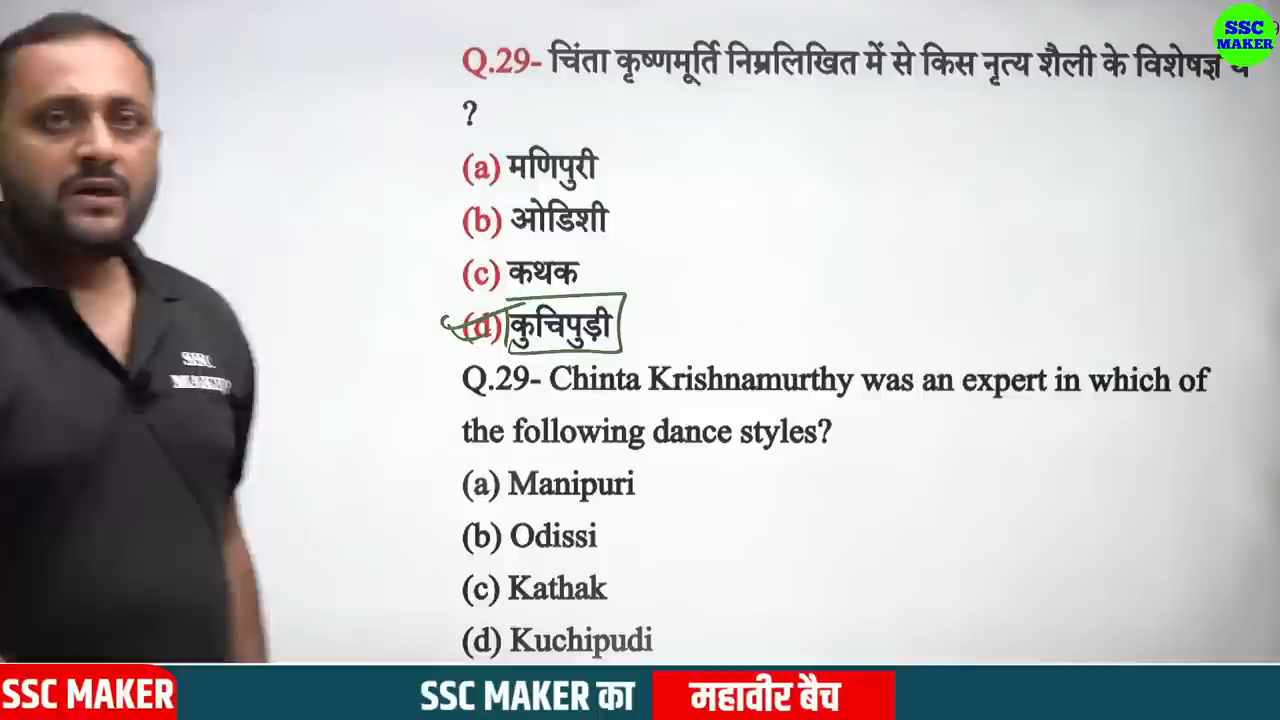 SSC
MAKER
Q.29- चिंता कृष्णमूर्ति निम्नलिखित में से किस नृत्य शैली के विशेषज्ञ थे
?
(a) मणिपुरी
(b) ओडिशी
(c) कथक
(d) कुचिपुड़ी
Q.29- Chinta Krishnamurthy was an expert in which of
the following dance styles?
(a) Manipuri
(b) Odissi
(c) Kathak
(d) Kuchipudi
SSC
SSC MAKER
SSC MAKER का
महावीर बैच